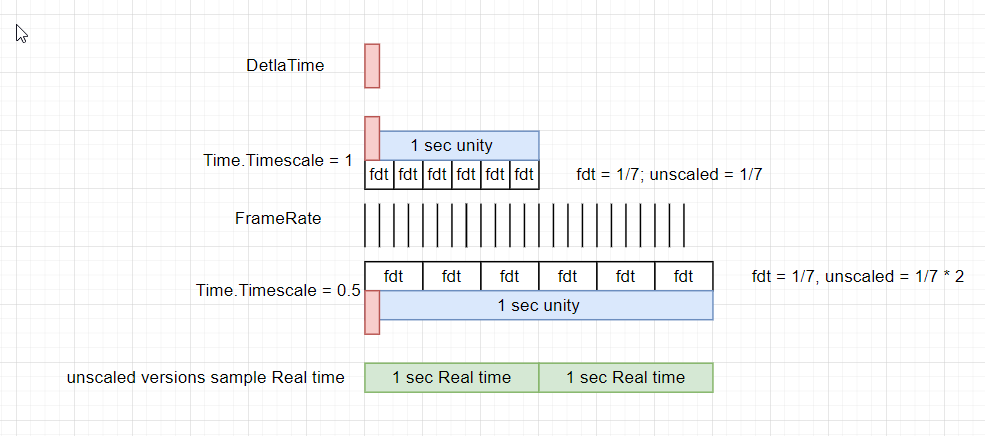 DetlaTime
1 sec unity
Time.Timescale = 1
fdt fdt fdt fdt fdt fdt
fdt = 1/7; unscaled = 1/7
FrameRate
fdt fdt fdt fdt fdt fdt
fdt = 1/7, unscaled = 1/7 * 2
Time.Timescale = 0.5
1 sec unity
unscaled versions sample Real time
1 sec Real time
1 sec Real time